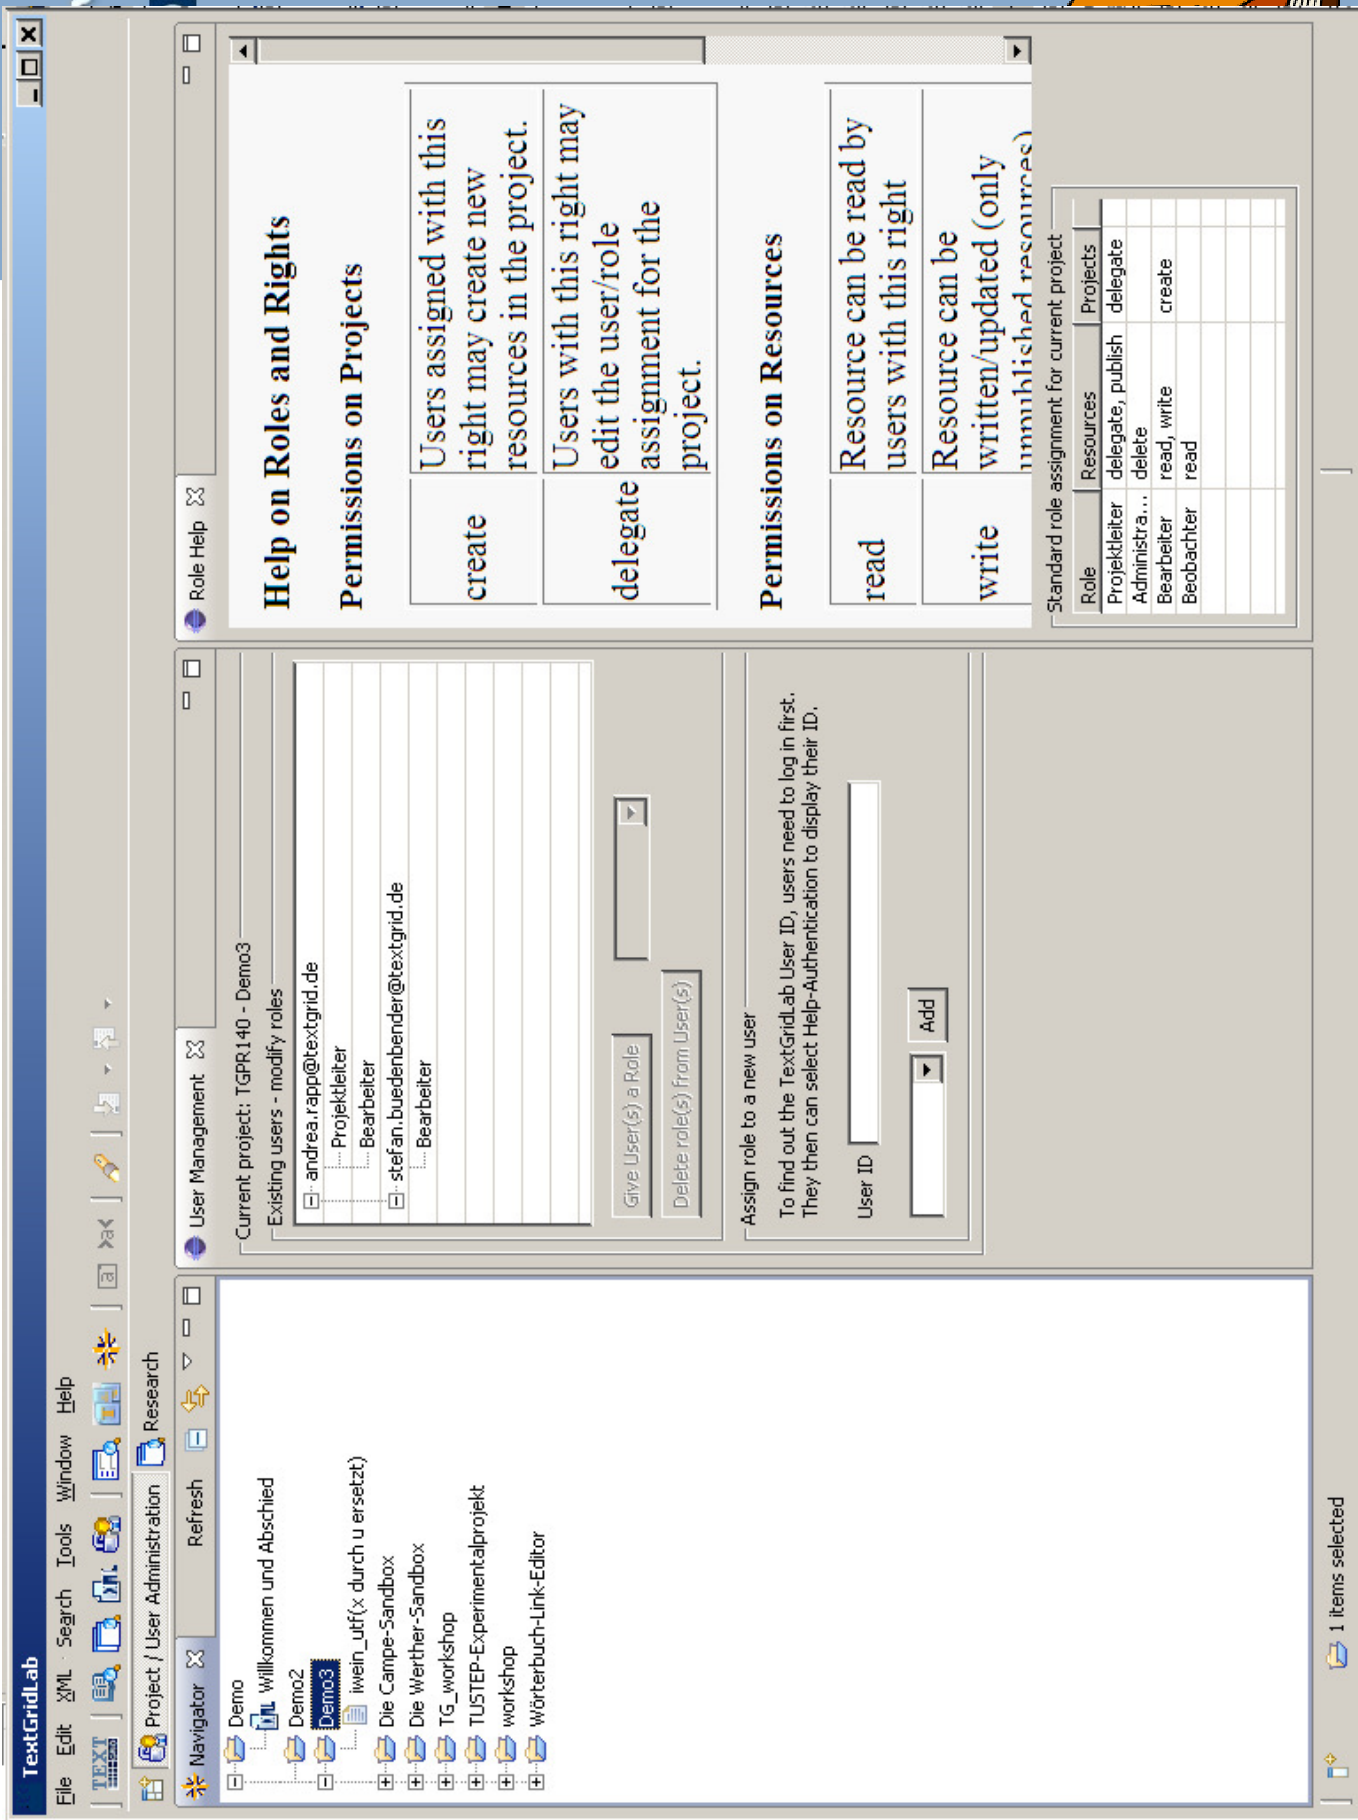 TextGridLab
File Edit XML Search Tools Window Help
TEXT
XML
a
>a<
Project / User Administration
Research
Navigator
Refresh
Demo
XML Willkommen und Abschied
Demo2
Demo3
iwein_utf(x durch u ersetzt)
Die Campe-Sandbox
Die Werther-Sandbox
TG_workshop
TUSTEP-Experimentalprojekt
workshop
Wörterbuch-Link-Editor
User Management
Current project: TGPR140 - Demo3
Existing users - modify roles
andrea.rapp@textgrid.de
Projektleiter
Bearbeiter
stefan.buedenbender@textgrid.de
Bearbeiter
Give User(s) a Role
Delete role(s) from User(s)
Assign role to a new user
To find out the TextGridLab User ID, users need to log in first.
They then can select Help-Authentication to display their ID.
User ID
Add
Role Help
Help on Roles and Rights
Permissions on Projects
create
Users assigned with this
right may create new
resources in the project.
delegate
Users with this right may
edit the user/role
assignment for the
project.
Permissions on Resources
read
Resource can be read by
users with this right
write
Resource can be
written/updated (only
unpublished resources)
Standard role assignment for current project
Role Resources Projects
Projektleiter delegate, publish delegate
Administra... delete
Bearbeiter read, write create
Beobachter read
1 items selected